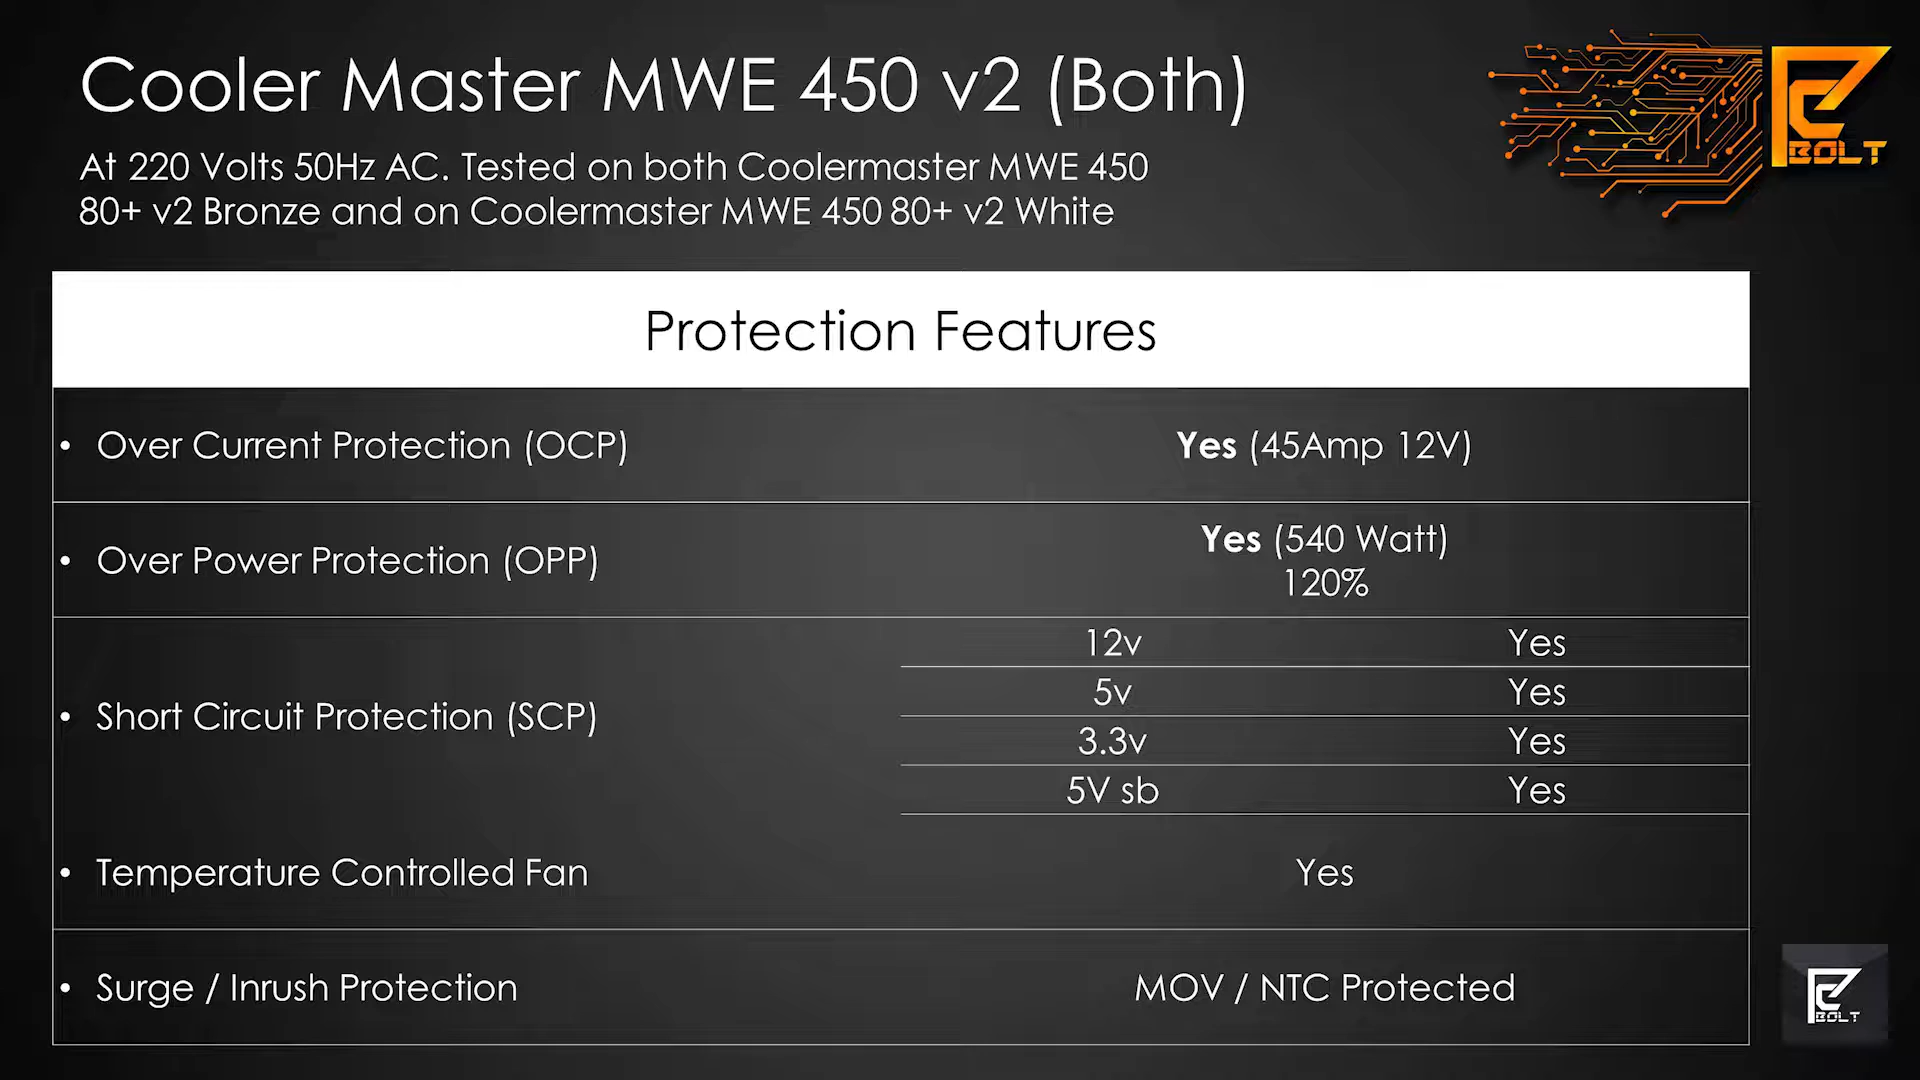 Cooler Master MWE 450 v2 (Both)
At 220 Volts 50Hz AC. Tested on both Coolermaster MWE 450
80+ v2 Bronze and on Coolermaster MWE 450 80+ v2 White
PC
BOLT
Protection Features
• Over Current Protection (OCP) Yes (45Amp 12V)
• Over Power Protection (OPP) Yes (540 Watt)
120%
• Short Circuit Protection (SCP)
12v Yes
5v Yes
3.3v Yes
5V sb Yes
• Temperature Controlled Fan Yes
• Surge / Inrush Protection MOV / NTC Protected
PC
BOLT